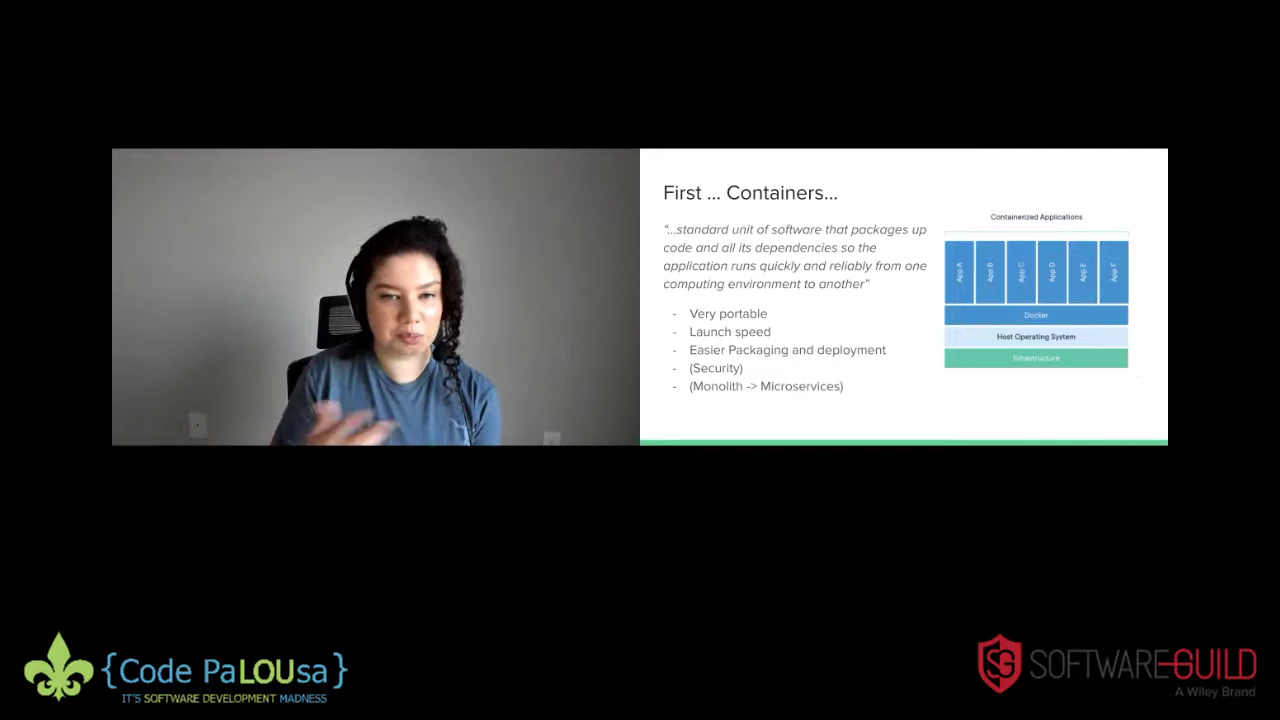 First ... Containers...
"...standard unit of software that packages up
code and all its dependencies so the
application runs quickly and reliably from one
computing environment to another"
- Very portable
- Launch speed
- Easier Packaging and deployment
- (Security)
- (Monolith -> Microservices)
Containerized Applications
App A
App B
App C
App D
App E
App F
Docker
Host Operating System
Infrastructure
{Code PaLOUsa}
IT'S SOFTWARE DEVELOPMENT MADNESS
SG
SOFTWARE GUILD
A Wiley Brand